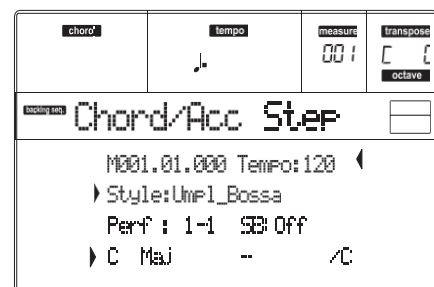 chord tempo measure transpose
001
octave
backing seq. Chord/Acc Step
M001.01.000 Tempo:120
Style:Umpl_Bossa
Perf : 1-1 SB: Off
C Maj -- /C